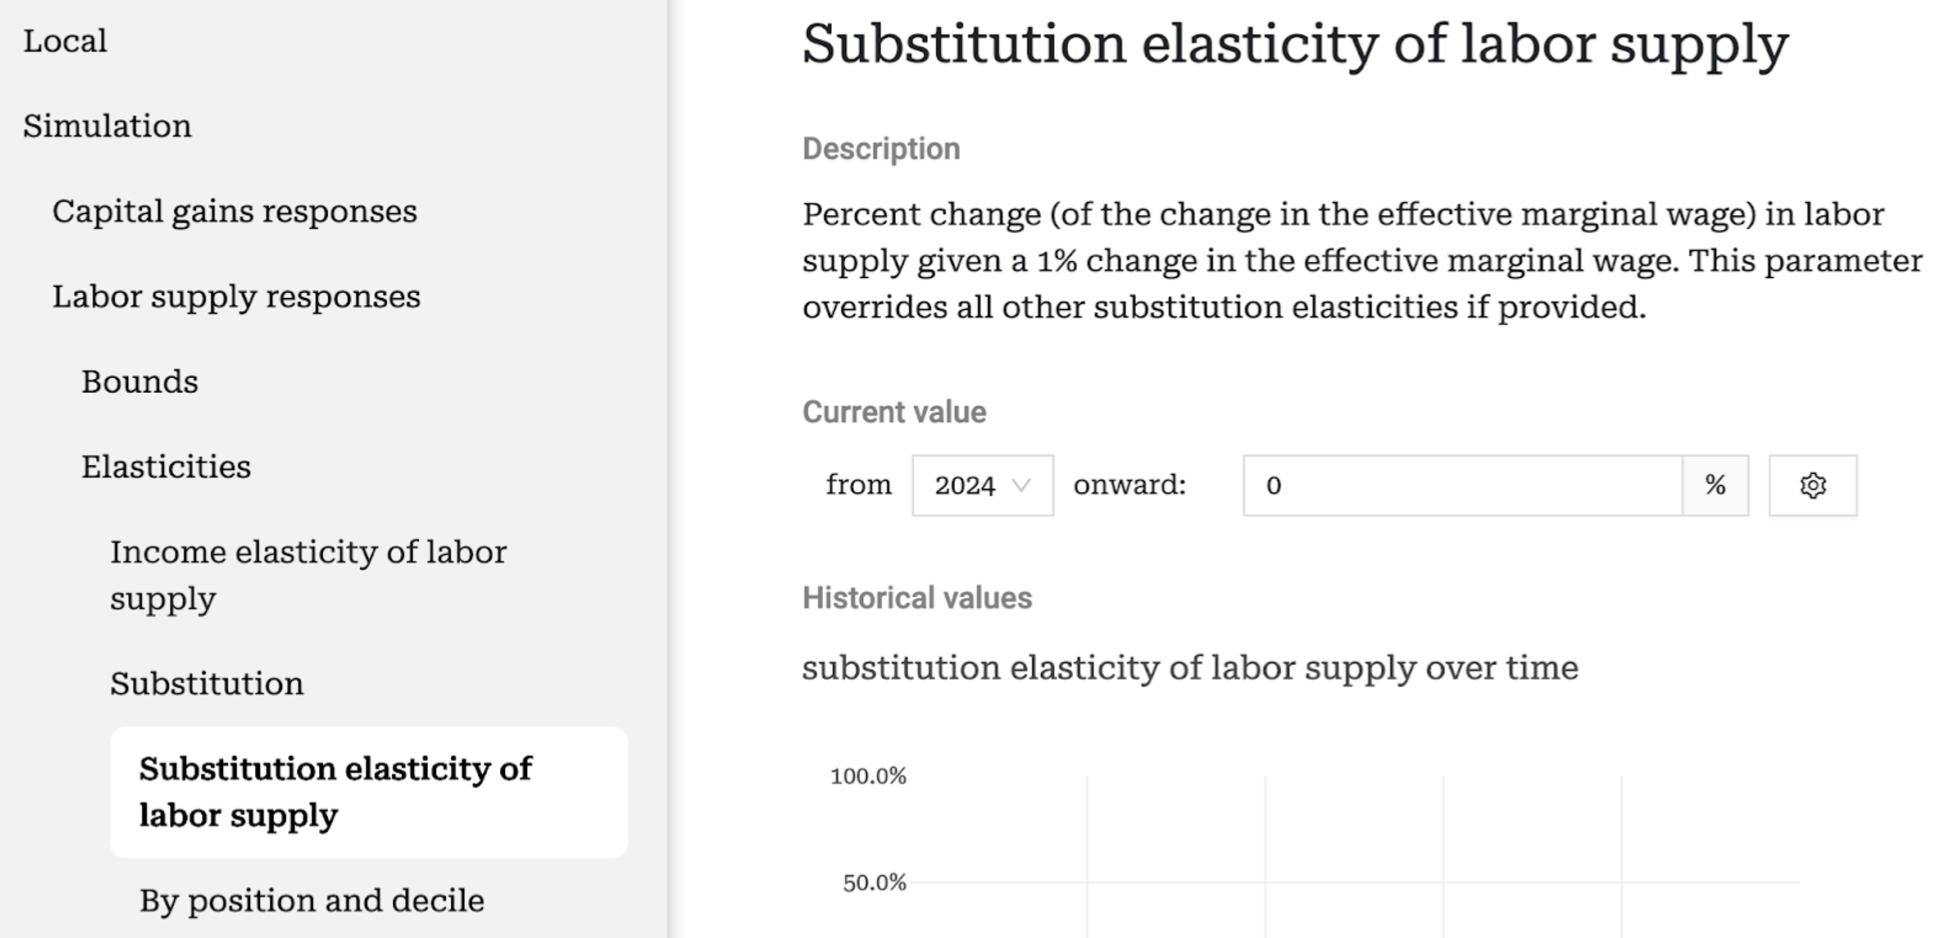 Local
Simulation
Capital gains responses
Labor supply responses
Bounds
Elasticities
Income elasticity of labor
supply
Substitution
Substitution elasticity of
labor supply
By position and decile
Substitution elasticity of labor supply
Description
Percent change (of the change in the effective marginal wage) in labor
supply given a 1% change in the effective marginal wage. This parameter
overrides all other substitution elasticities if provided.
Current value
from 2024 onward: 0 %
Historical values
substitution elasticity of labor supply over time
100.0%
50.0%